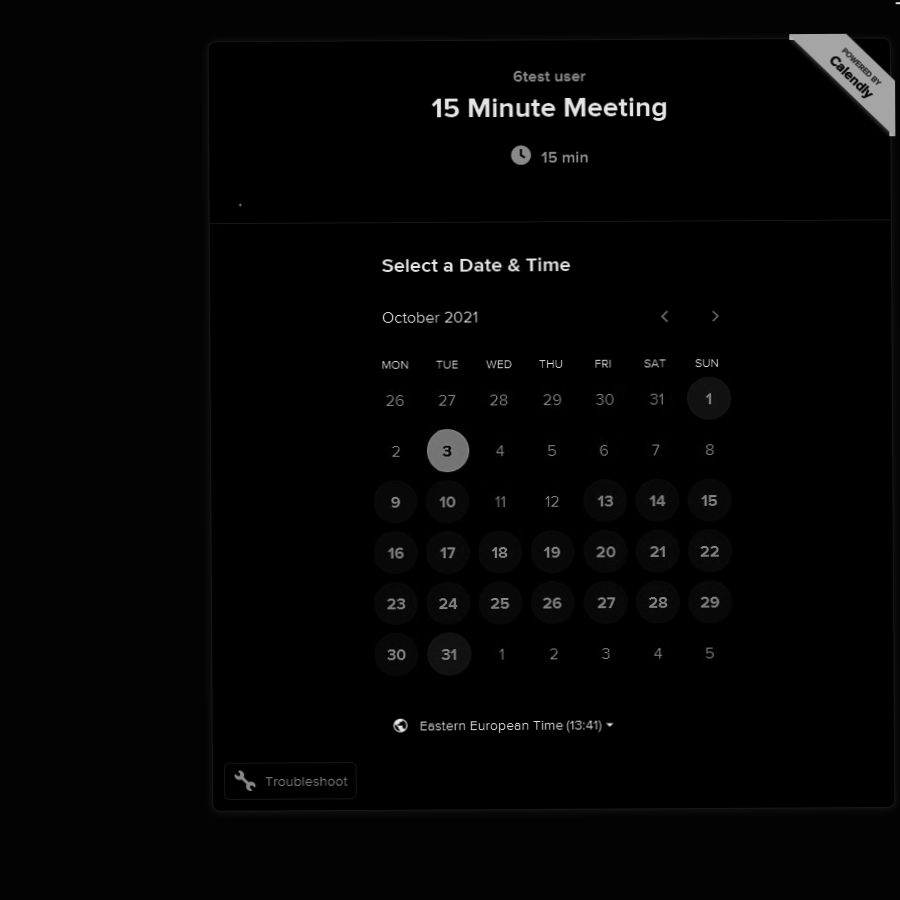 POWERED BY
Calendly
6test user
15 Minute Meeting
15 min
Select a Date & Time
October 2021
MON TUE WED THU FRI SAT SUN
26 27 28 29 30 31 1
2 3 4 5 6 7 8
9 10 11 12 13 14 15
16 17 18 19 20 21 22
23 24 25 26 27 28 29
30 31 1 2 3 4 5
Eastern European Time (13:41)
Troubleshoot